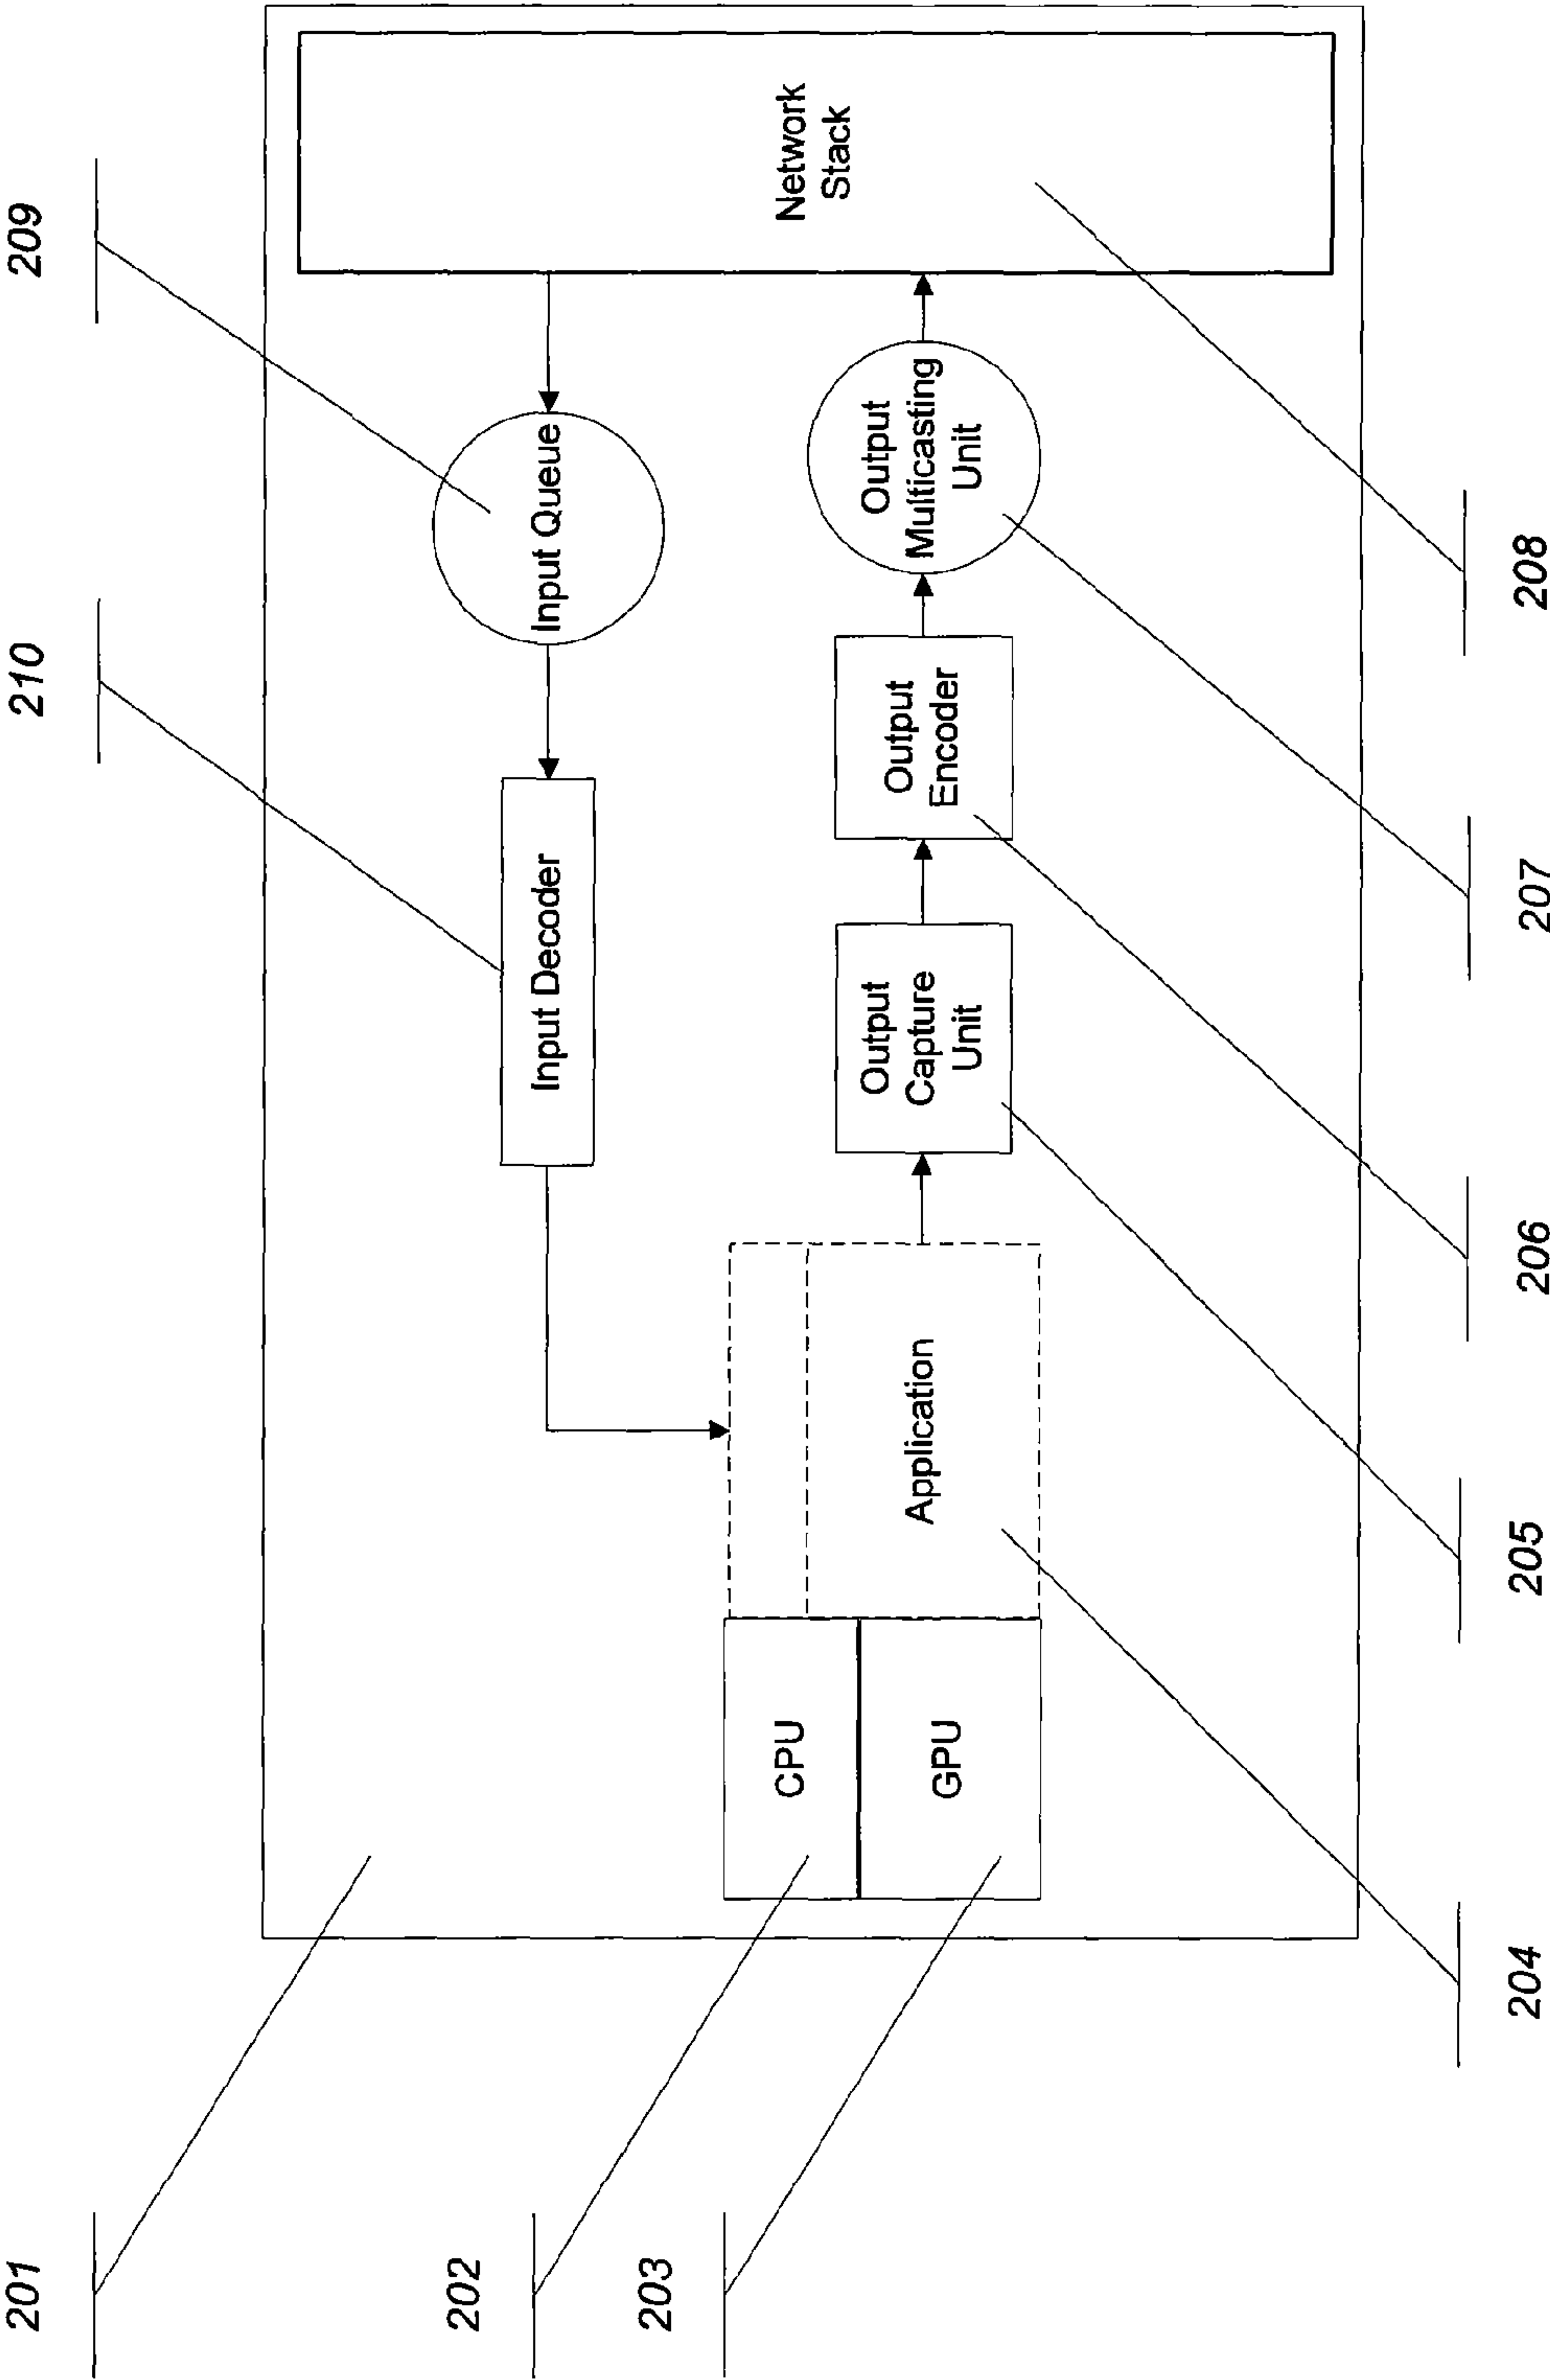 201
202
203
210
209
CPU
GPU
Application
Input Decoder
Input Queue
Output
Capture
Unit
Output
Encoder
Output
Multicasting
Unit
Network
Stack
204
205
206
207
208